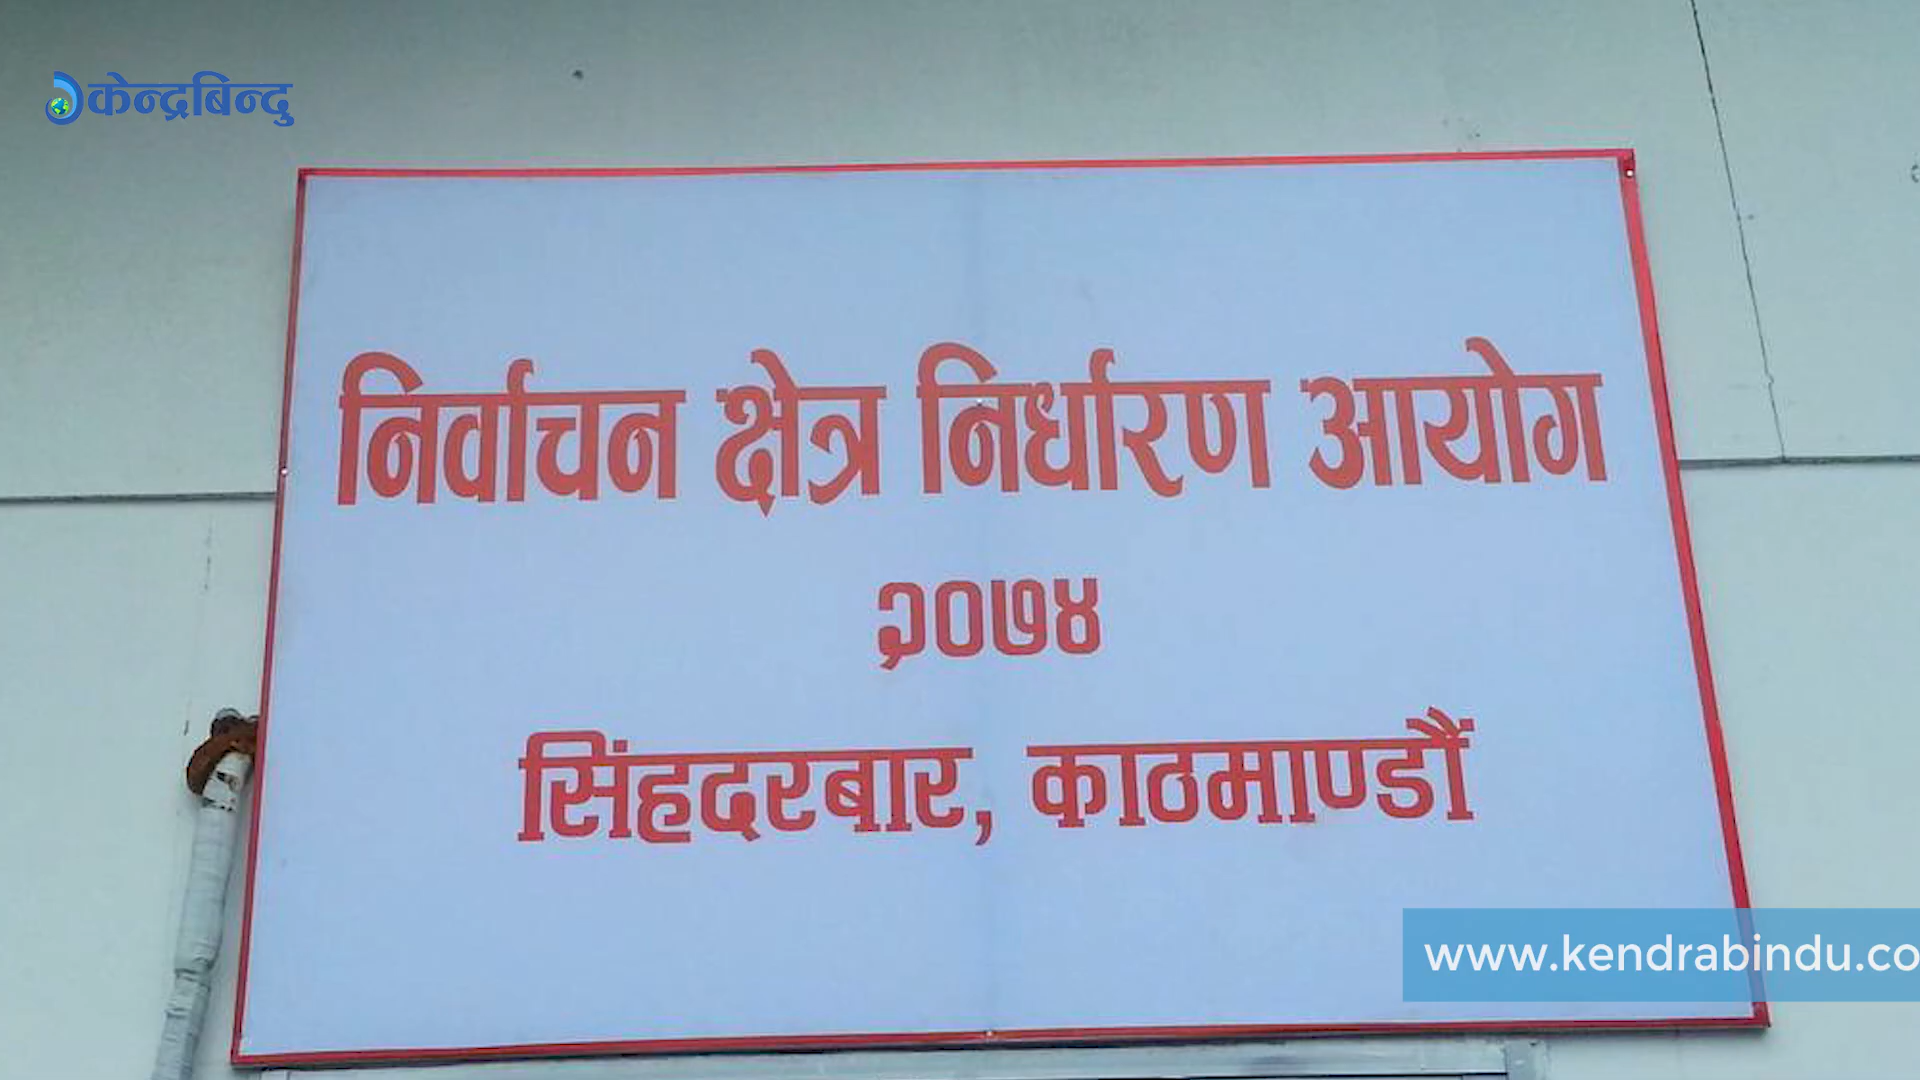 केन्द्रबिन्दु
निर्वाचन क्षेत्र निर्धारण आयोग
२०७४
सिंहदरबार, काठमाण्डौं
www.kendrabindu.co